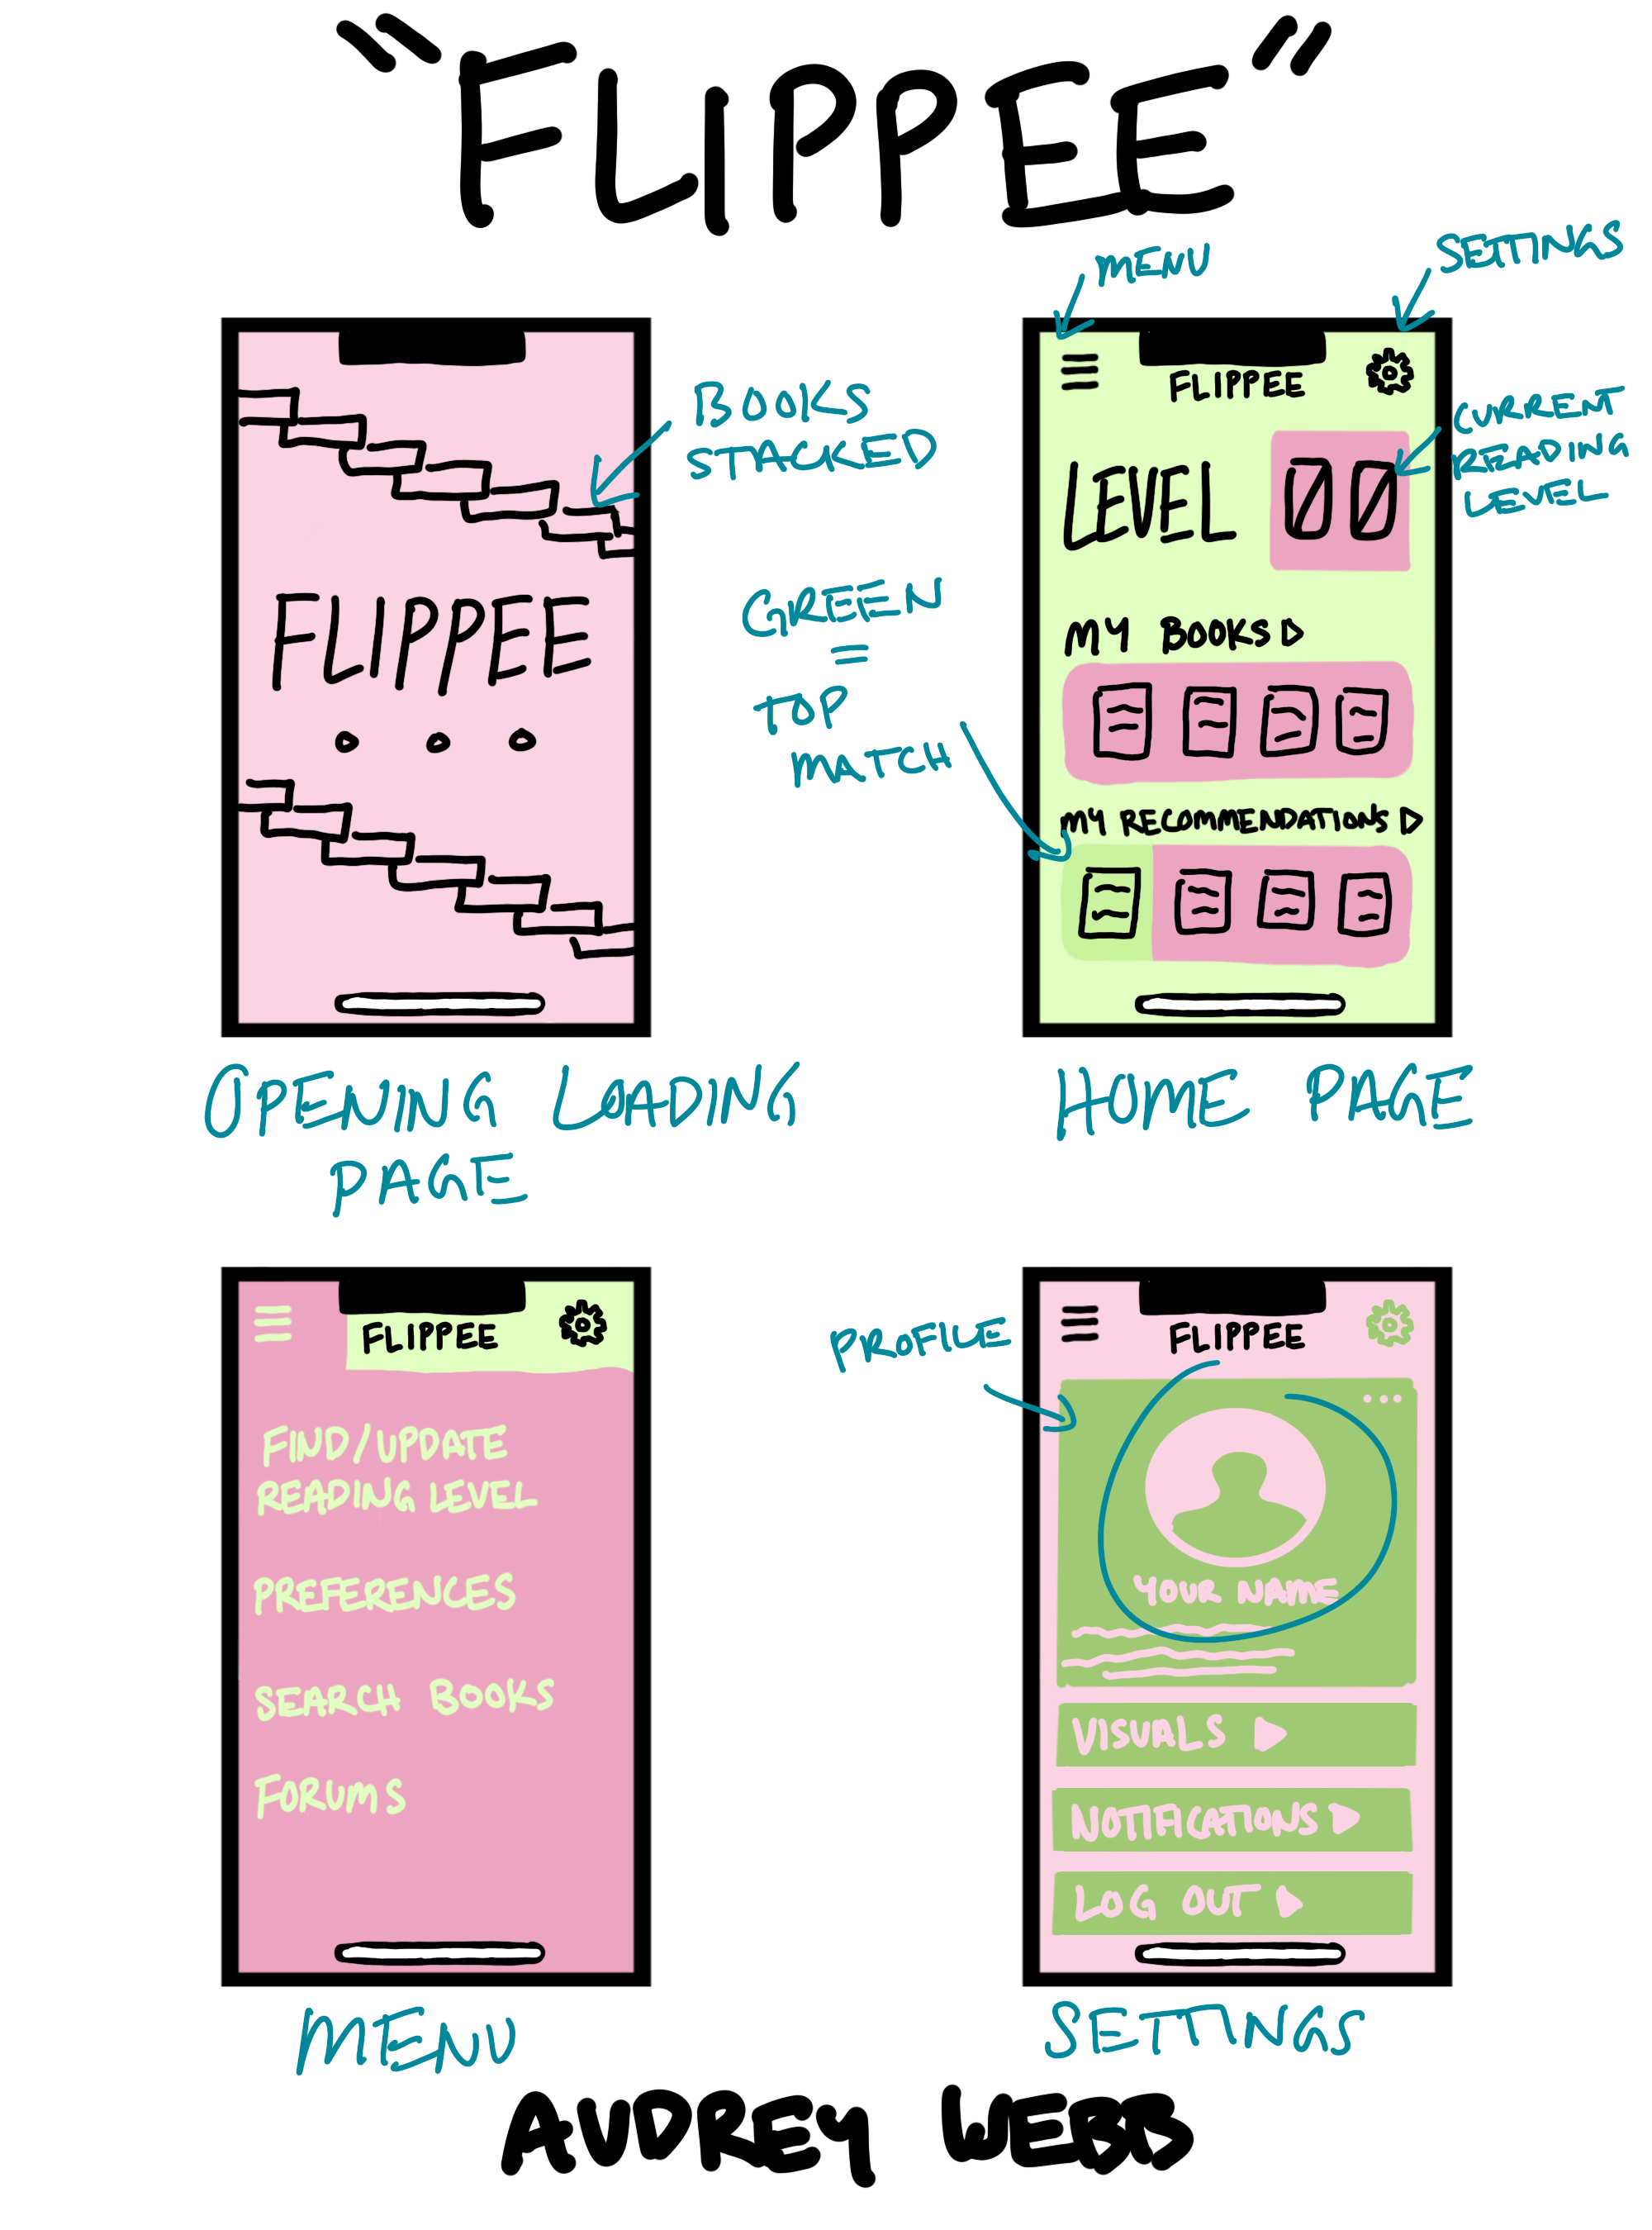 "FLIPPEE"
MENU
SETTINGS
BOOKS
STACKED
FLIPPEE
...
GREEN
=
TOP
MATCH
FLIPPEE
CURRENT
READING
LEVEL
LEVEL 00
MY BOOKS
MY RECOMMENDATIONS
OPENING LOADING
PAGE
HOME PAGE
FLIPPEE
FIND/UPDATE
READING LEVEL
PREFERENCES
SEARCH BOOKS
FORUMS
PROFILE
FLIPPEE
...
YOUR NAME
VISUALS
NOTIFICATIONS
LOG OUT
MENU
SETTINGS
AUDREY WEBB